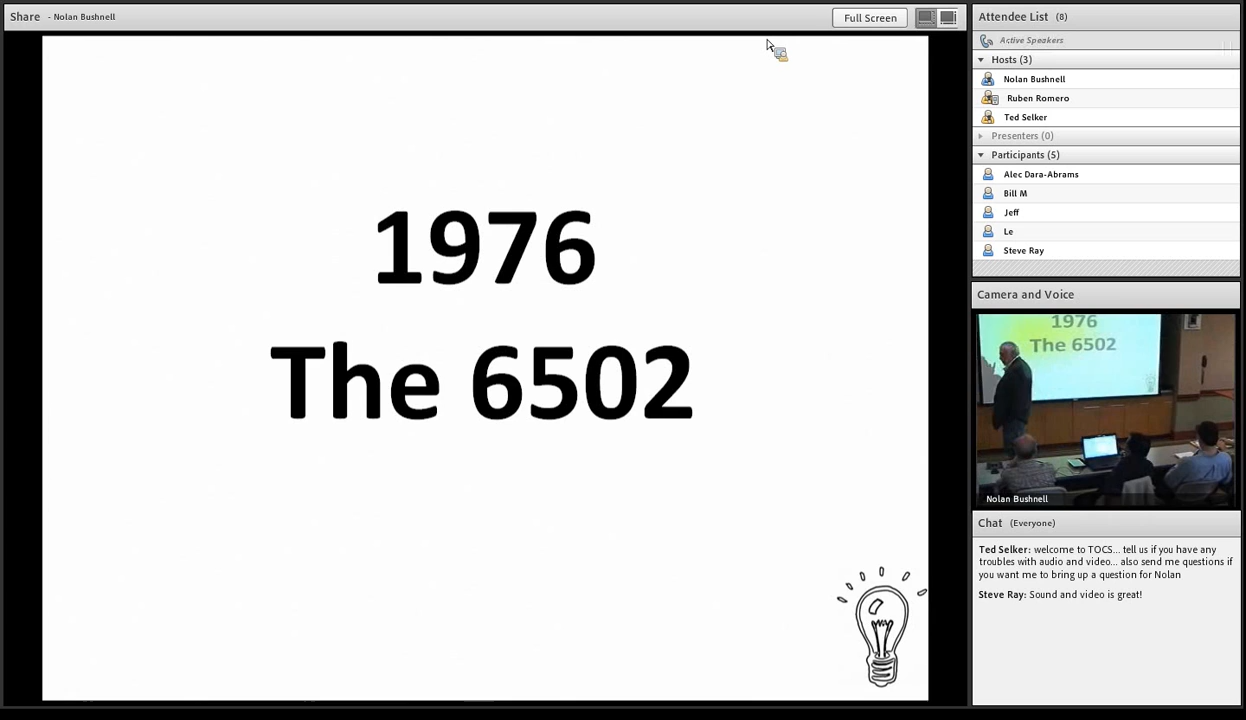 Share - Nolan Bushnell
Full Screen
1976
The 6502
Attendee List (8)
Active Speakers
Hosts (3)
Nolan Bushnell
Ruben Romero
Ted Selker
Presenters (0)
Participants (5)
Alec Dara-Abrams
Bill M
Jeff
Le
Steve Ray
Camera and Voice
1976
The 6502
Nolan Bushnell
Chat (Everyone)
Ted Selker: welcome to TOCS... tell us if you have any
troubles with audio and video... also send me questions if
you want me to bring up a question for Nolan
Steve Ray: Sound and video is great!